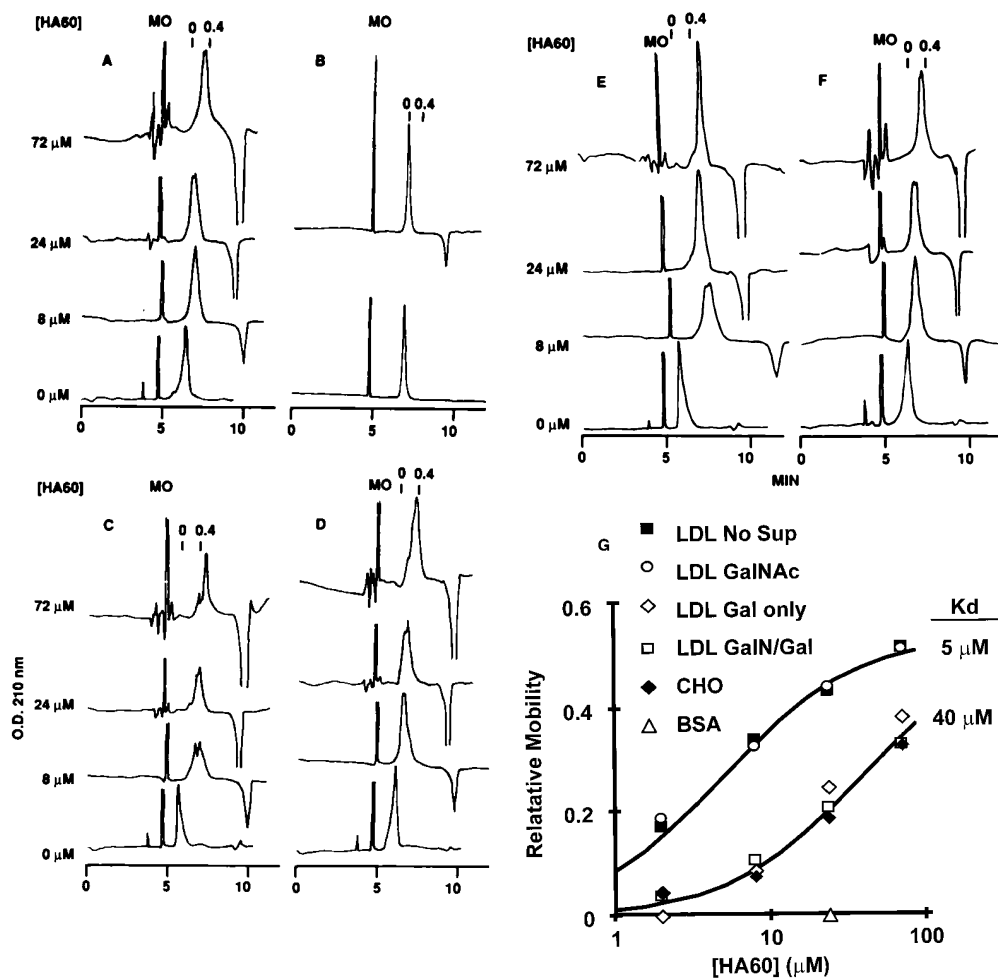 [HA60]
MO
0 0.4
A
72 μM
24 μM
8 μM
0 μM
0 5 10
MO
0 0.4
B
0 5 10
[HA60]
MO
0 0.4
E
72 μM
24 μM
8 μM
0 μM
0 5 10
MO
0 0.4
F
0 5 10
MIN
[HA60]
MO
0 0.4
C
72 μM
24 μM
8 μM
0 μM
0 5 10
O.D. 210 nm
MO
0 0.4
D
0 5 10
G
LDL No Sup
LDL GalNAc
LDL Gal only
LDL GalN/Gal
CHO
BSA
Kd
5 μM
40 μM
Relatative Mobility
0.6
0.4
0.2
0
1 10 100
[HA60] (μM)